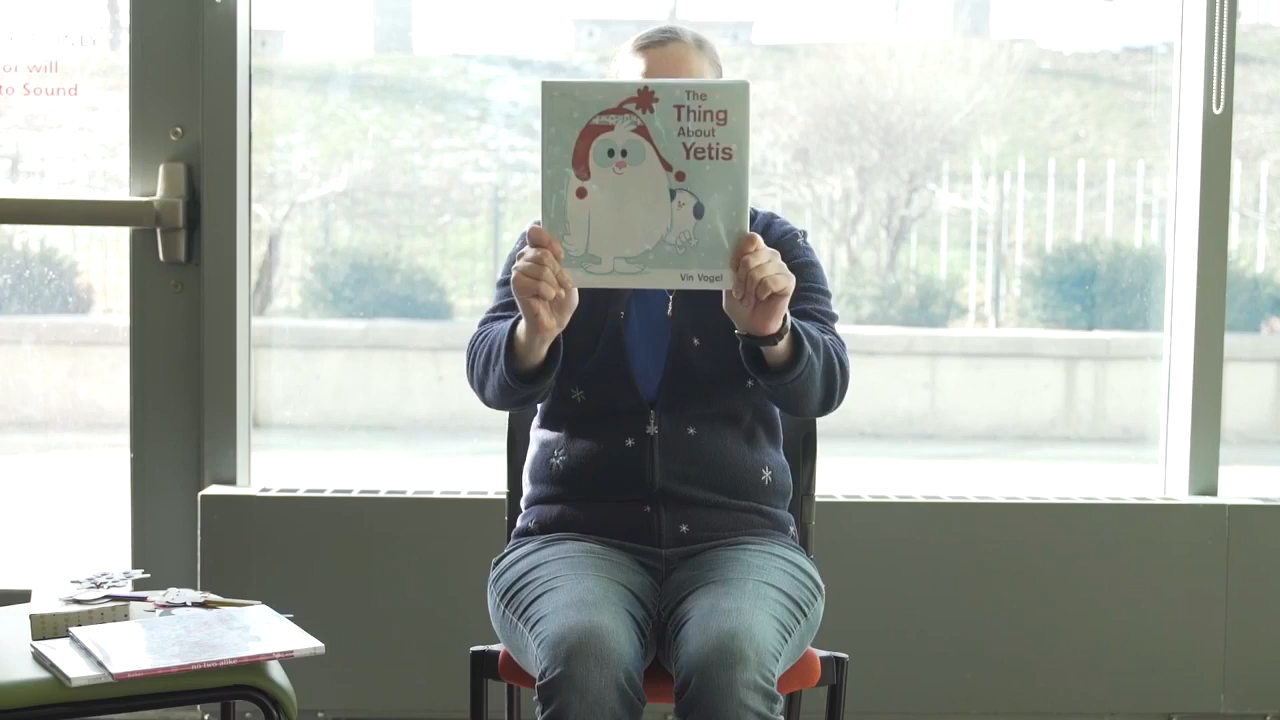 or will
to Sound
The
Thing
About
Yetis
Vin Vogel
no two alike